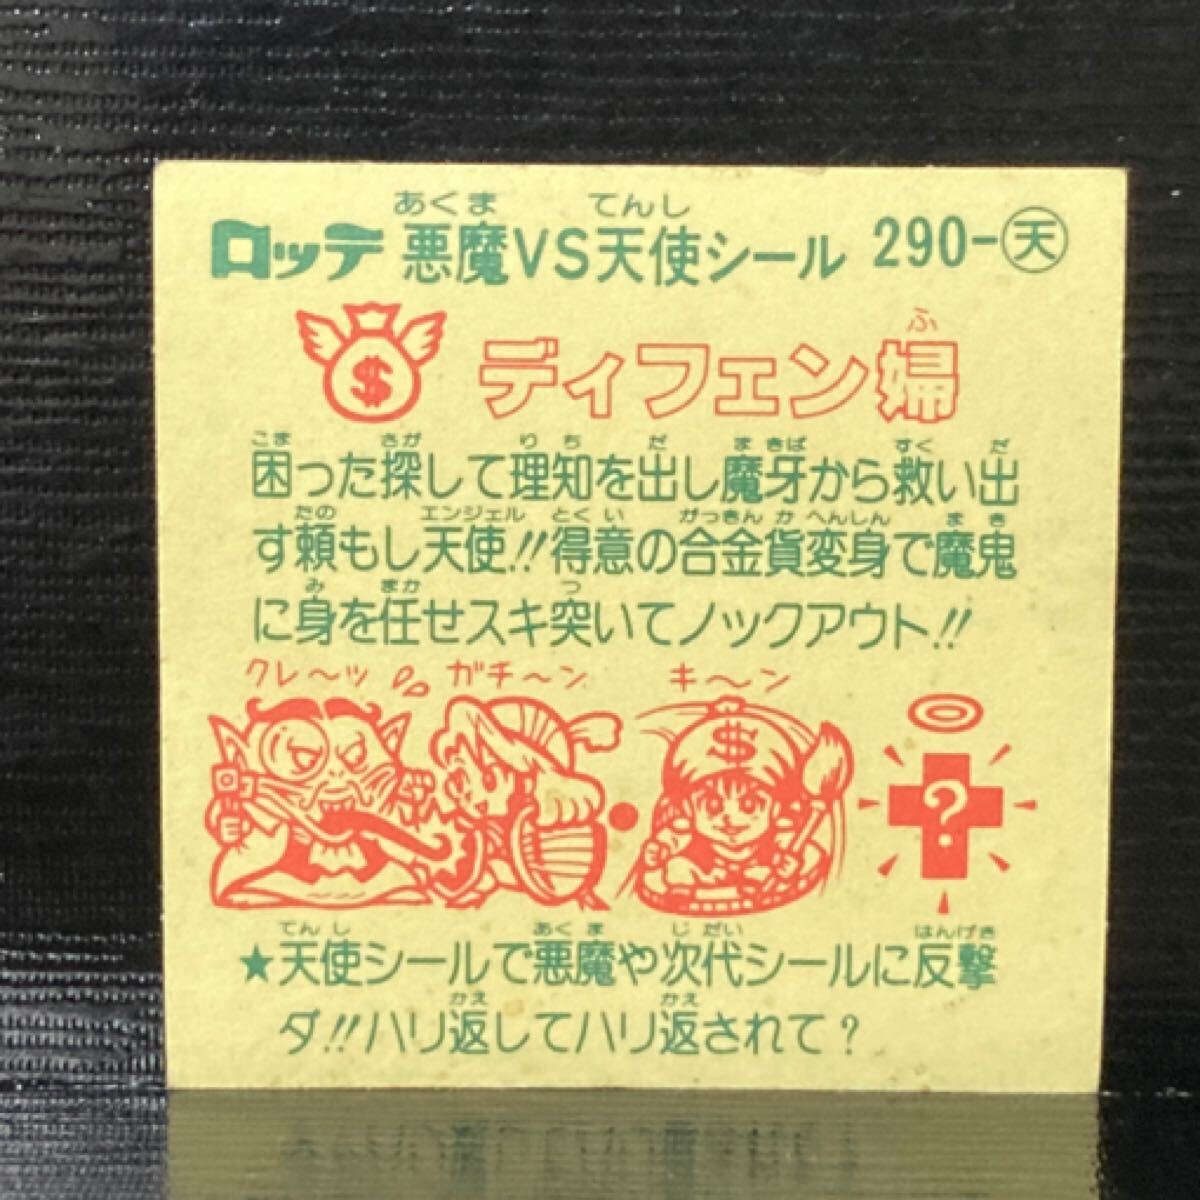 あくま てんし
ロッテ 悪魔VS天使シール 290-天
ふ
$ ディフェン婦
こま さが りち だ まきば すく だ
困った探して理知を出し魔牙から救い出
たの エンジェル とくい がっきんか へんしん まき
す頼もし天使!!得意の合金貨変身で魔鬼
み まか つ
に身を任せスキ突いてノックアウト!!
クレ〜ッ ガチ〜ン キ〜ン
$ ?
てんし あくま じだい はんげき
★天使シールで悪魔や次代シールに反撃
かえ かえ
ダ!!ハリ返してハリ返されて?